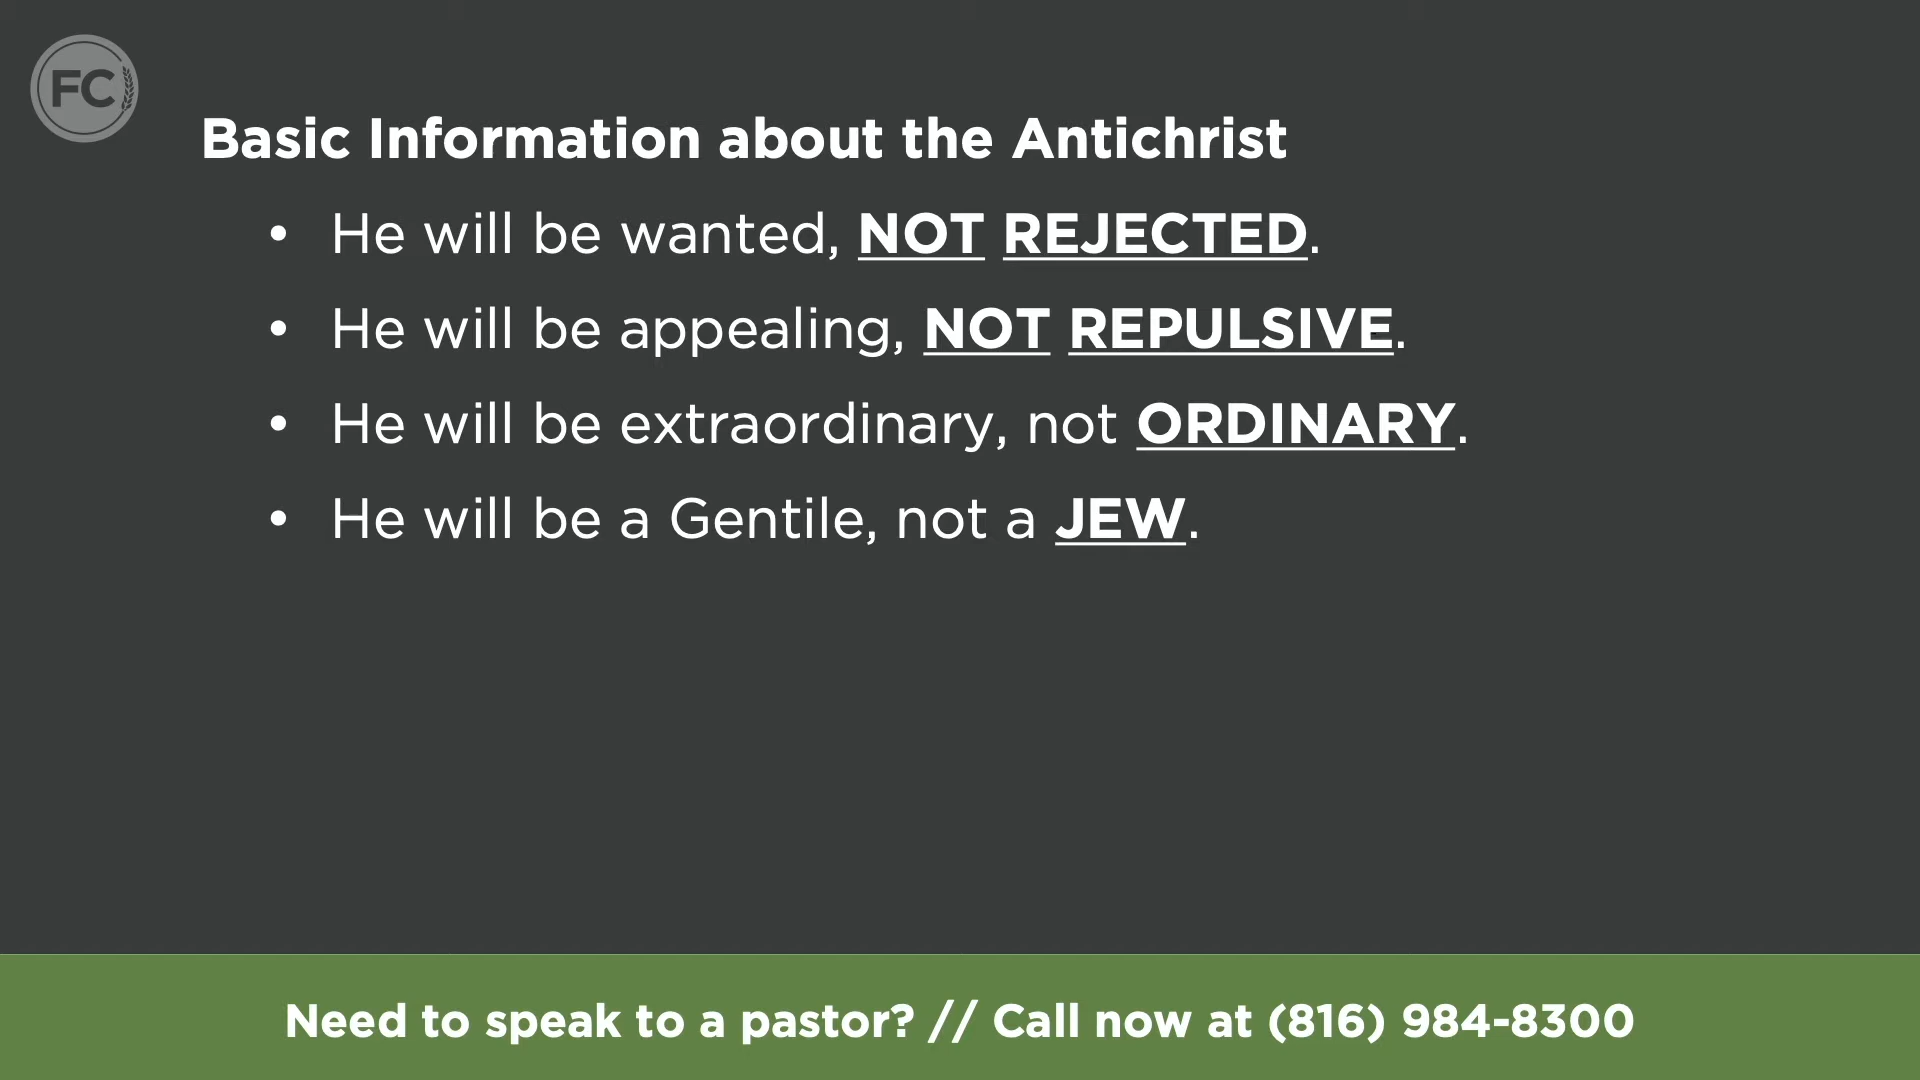 FC
Basic Information about the Antichrist
• He will be wanted, NOT REJECTED.
• He will be appealing, NOT REPULSIVE.
• He will be extraordinary, not ORDINARY.
• He will be a Gentile, not a JEW.
Need to speak to a pastor? // Call now at (816) 984-8300